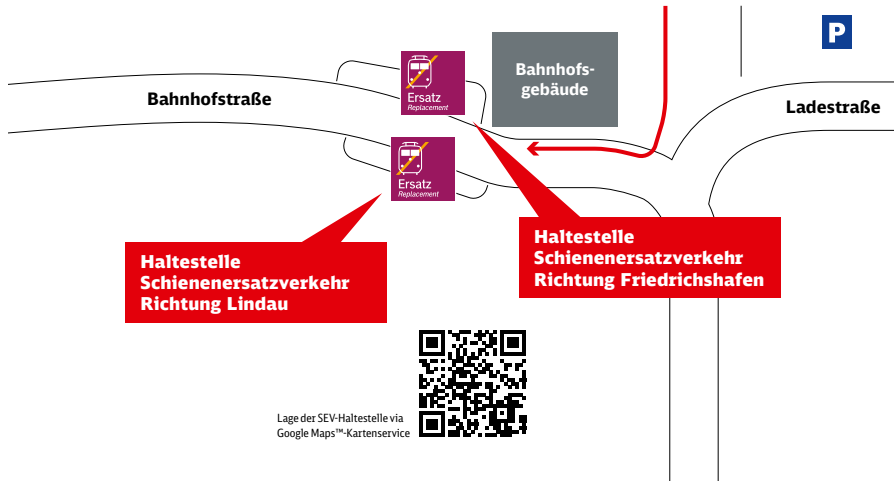 P
Bahnhofs-
gebäude
Ersatz
Replacement
Bahnhofstraße
Ladestraße
Ersatz
Replacement
Haltestelle
Schienenersatzverkehr
Richtung Friedrichshafen
Haltestelle
Schienenersatzverkehr
Richtung Lindau
Lage der SEV-Haltestelle via
Google Maps™-Kartenservice